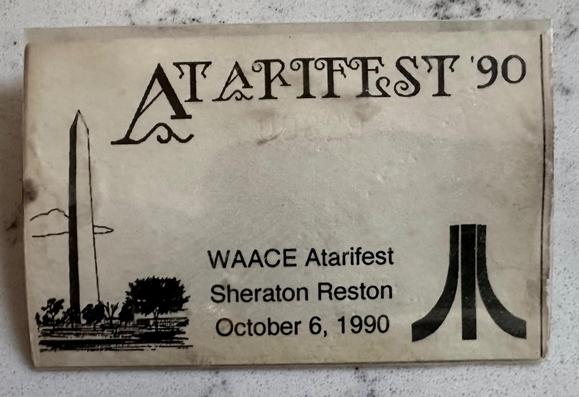 ATARIFEST '90
WAACE Atarifest
Sheraton Reston
October 6, 1990